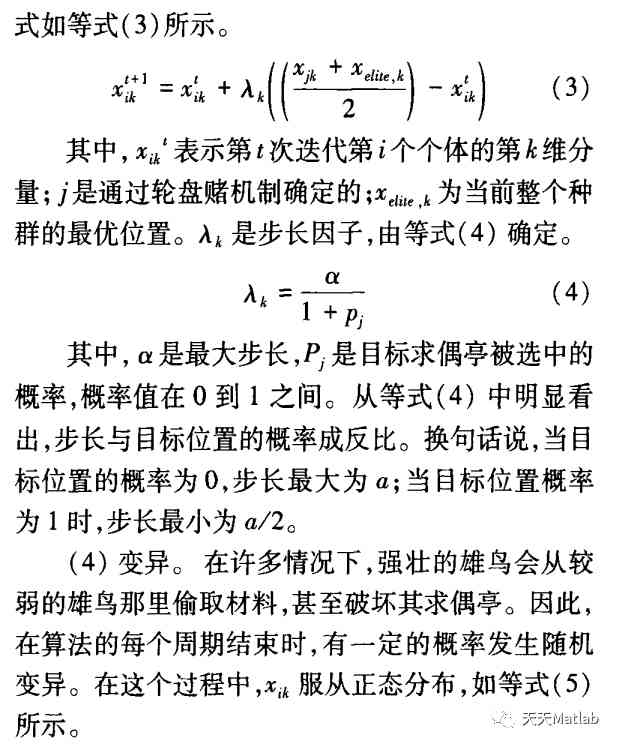 式如等式(3)所示。
x_{ik}^{t+1} = x_{ik}^{t} + λ_k(((x_{jk} + x_{elite,k})/2) - x_{ik}^{t}) (3)
其中, x_{ik}^{t} 表示第t次迭代第i个个体的第k维分
量; j是通过轮盘赌机制确定的;x_{elite,k} 为当前整个种
群的最优位置。λ_k 是步长因子,由等式(4) 确定。
λ_k = α/(1 + p_j) (4)
其中, α是最大步长,P_j 是目标求偶亭被选中的
概率,概率值在 0 到 1 之间。从等式(4) 中明显看
出,步长与目标位置的概率成反比。换句话说,当目
标位置的概率为0,步长最大为 a; 当目标位置概率
为 1 时,步长最小为 a/2。
(4) 变异。在许多情况下,强壮的雄鸟会从较
弱的雄鸟那里偷取材料,甚至破坏其求偶亭。因此,
在算法的每个周期结束时,有一定的概率发生随机
变异。在这个过程中,x_{ik} 服从正态分布,如等式(5)
所示。
天天Matlab